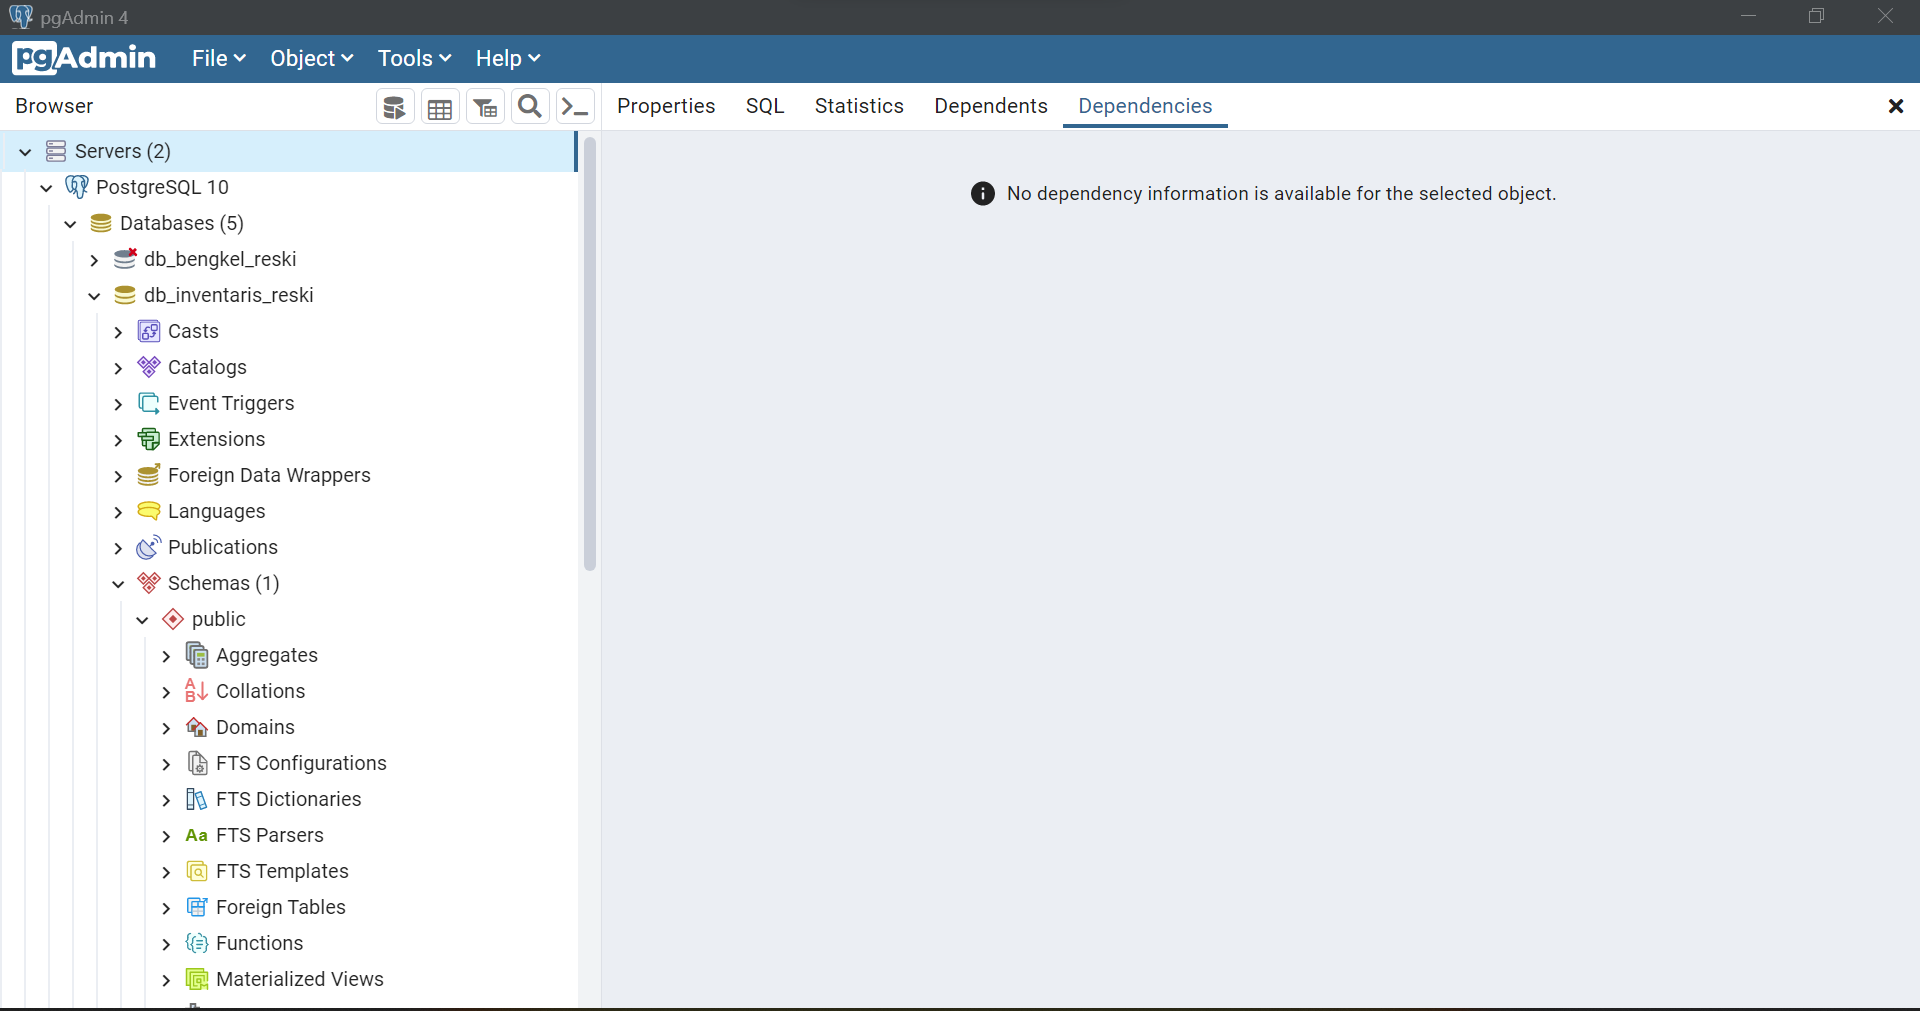 pgAdmin 4
pgAdmin File Object Tools Help
Browser
Properties SQL Statistics Dependents Dependencies
Servers (2)
PostgreSQL 10
No dependency information is available for the selected object.
Databases (5)
db_bengkel_reski
db_inventaris_reski
Casts
Catalogs
Event Triggers
Extensions
Foreign Data Wrappers
Languages
Publications
Schemas (1)
public
Aggregates
Collations
Domains
FTS Configurations
FTS Dictionaries
Aa FTS Parsers
FTS Templates
Foreign Tables
Functions
Materialized Views